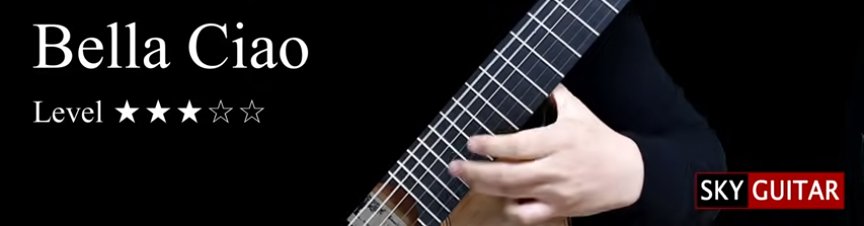 Bella Ciao
Level ★★★☆☆
SKY GUITAR